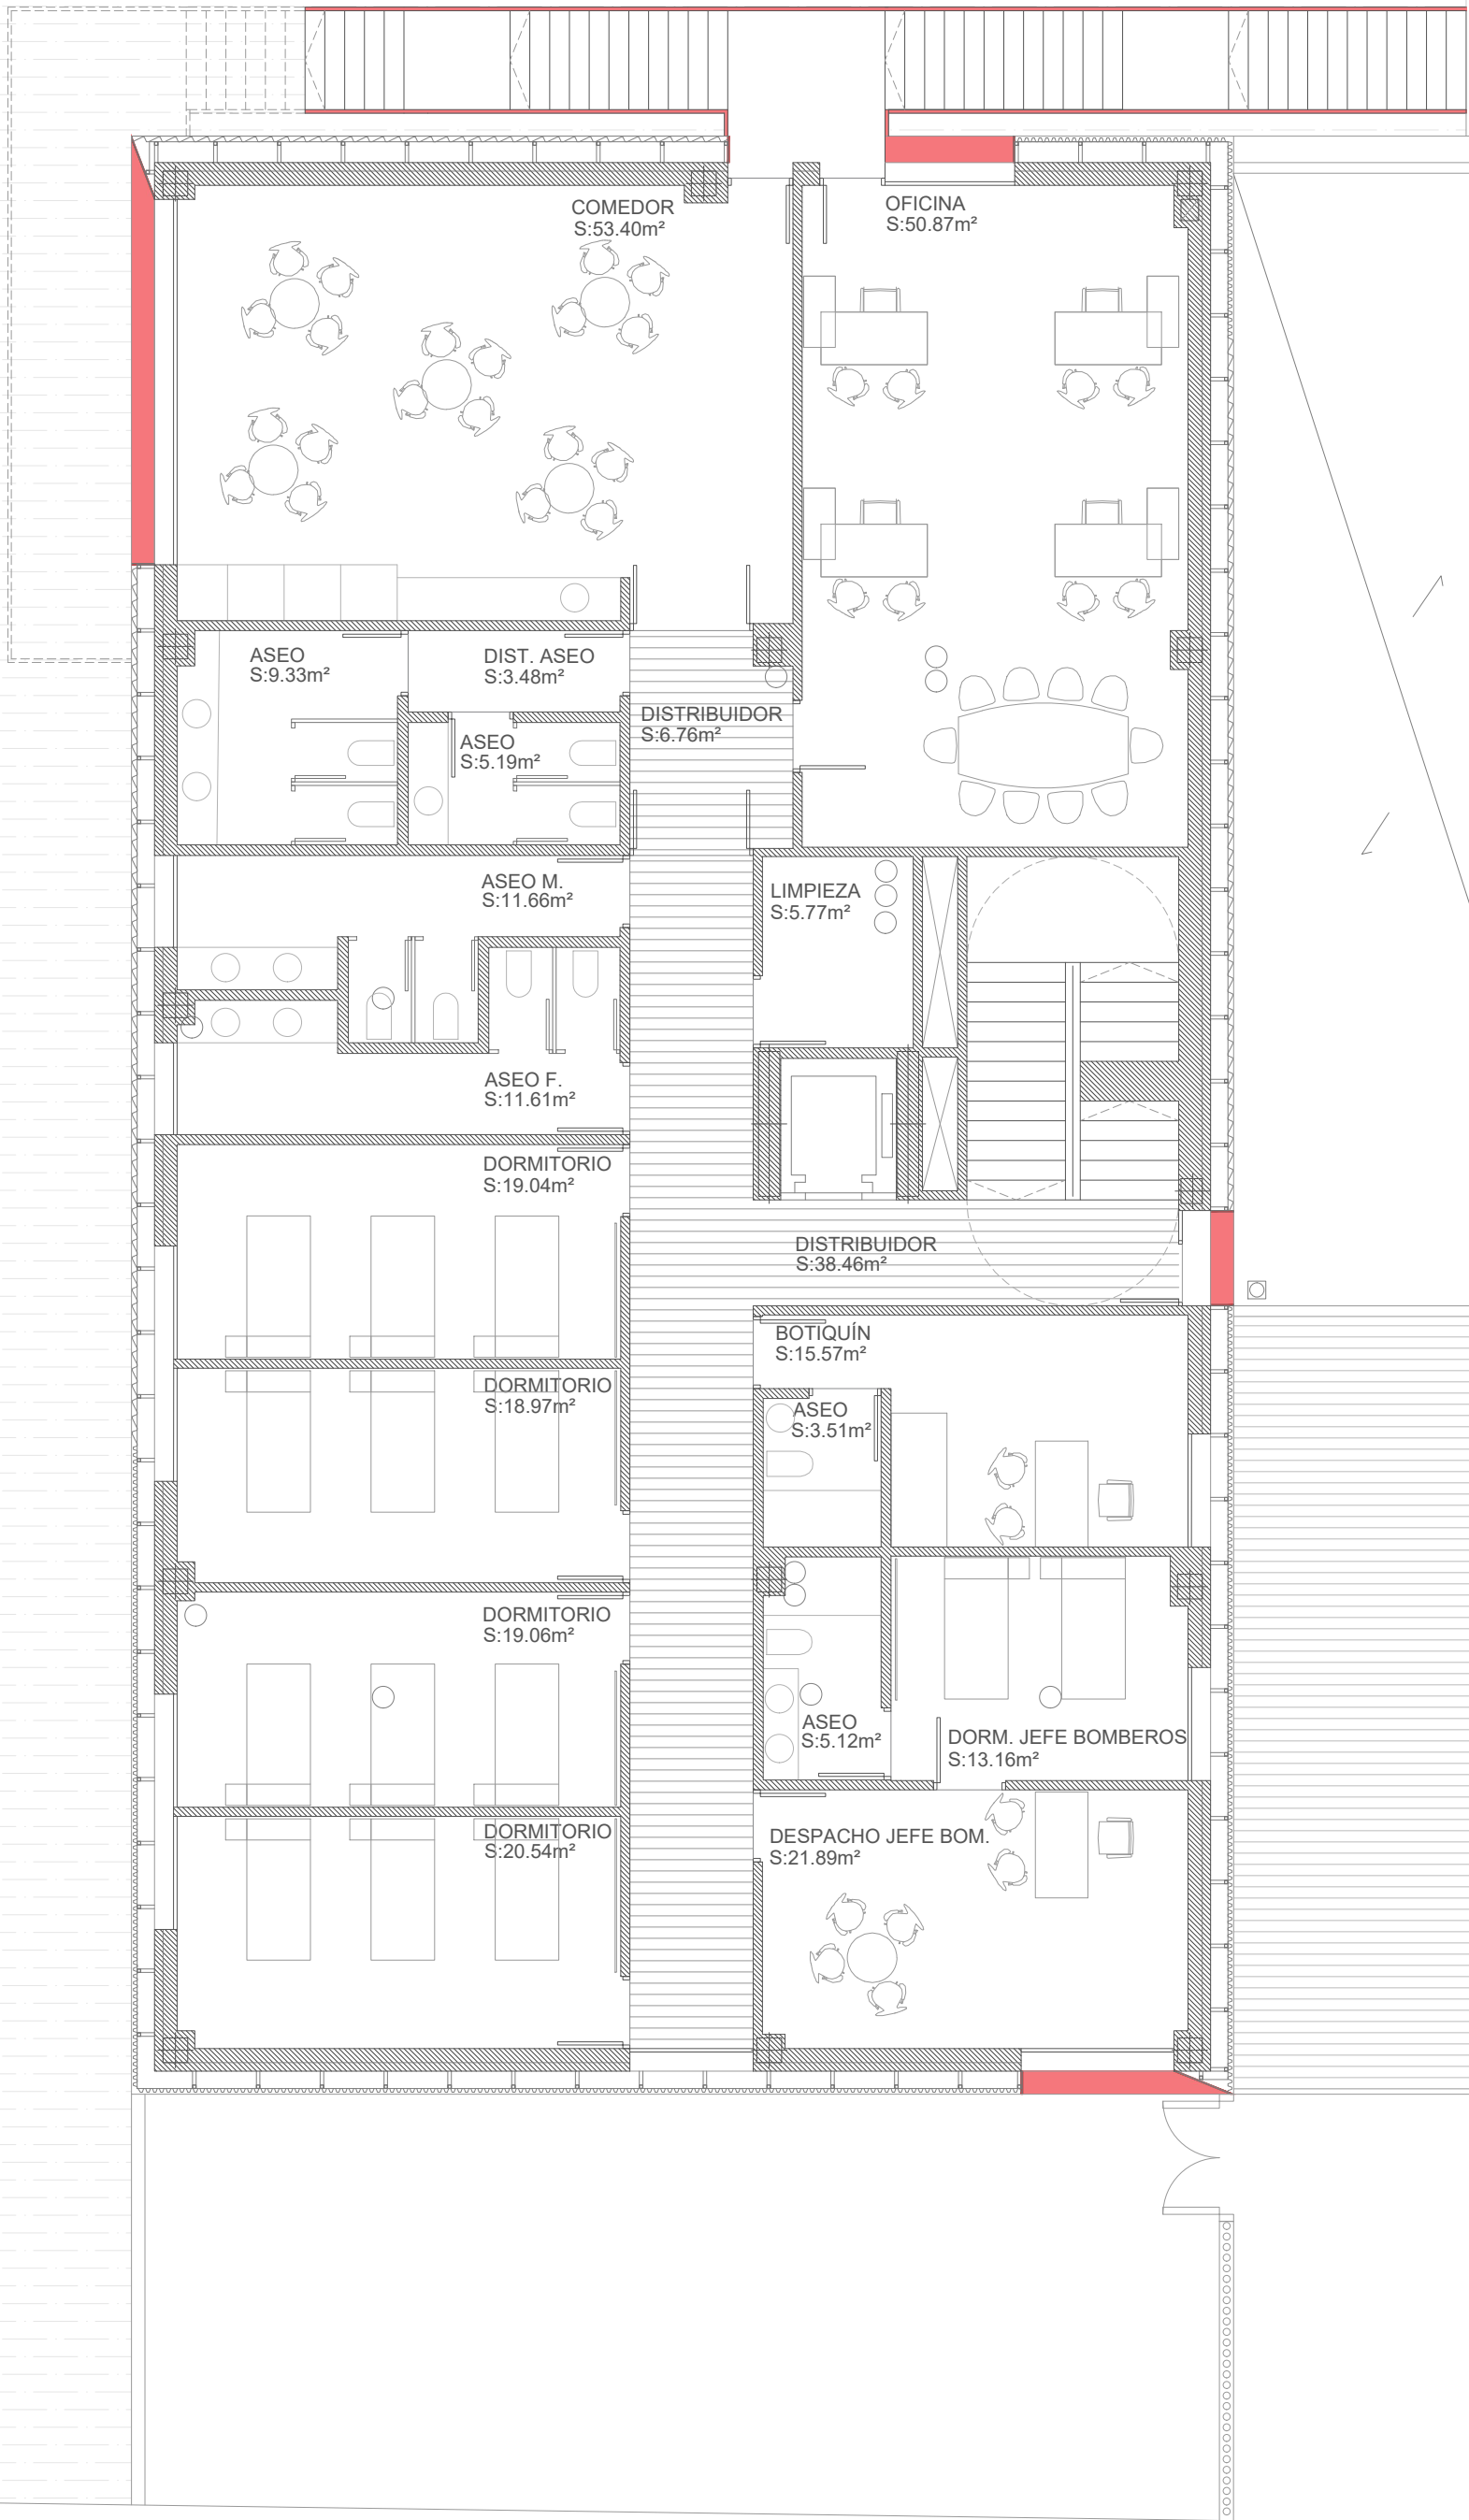 COMEDOR
S:53.40m²
OFICINA
S:50.87m²
ASEO
S:9.33m²
DIST. ASEO
S:3.48m²
DISTRIBUIDOR
S:6.76m²
ASEO
S:5.19m²
ASEO M.
S:11.66m²
LIMPIEZA
S:5.77m²
ASEO F.
S:11.61m²
DORMITORIO
S:19.04m²
DISTRIBUIDOR
S:38.46m²
BOTIQUÍN
S:15.57m²
DORMITORIO
S:18.97m²
ASEO
S:3.51m²
DORMITORIO
S:19.06m²
ASEO
S:5.12m²
DORM. JEFE BOMBEROS
S:13.16m²
DORMITORIO
S:20.54m²
DESPACHO JEFE BOM.
S:21.89m²